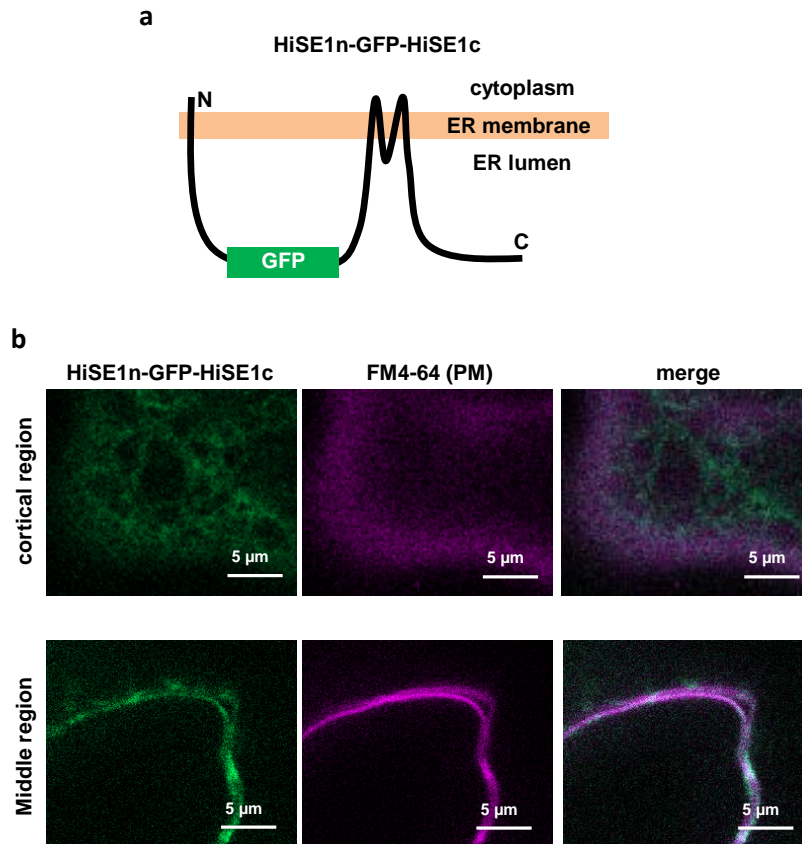 a
HiSE1n-GFP-HiSE1c
cytoplasm
N
ER membrane
ER lumen
C
GFP
b
HiSE1n-GFP-HiSE1c
FM4-64 (PM)
merge
cortical region
5 µm
5 µm
5 µm
Middle region
5 µm
5 µm
5 µm